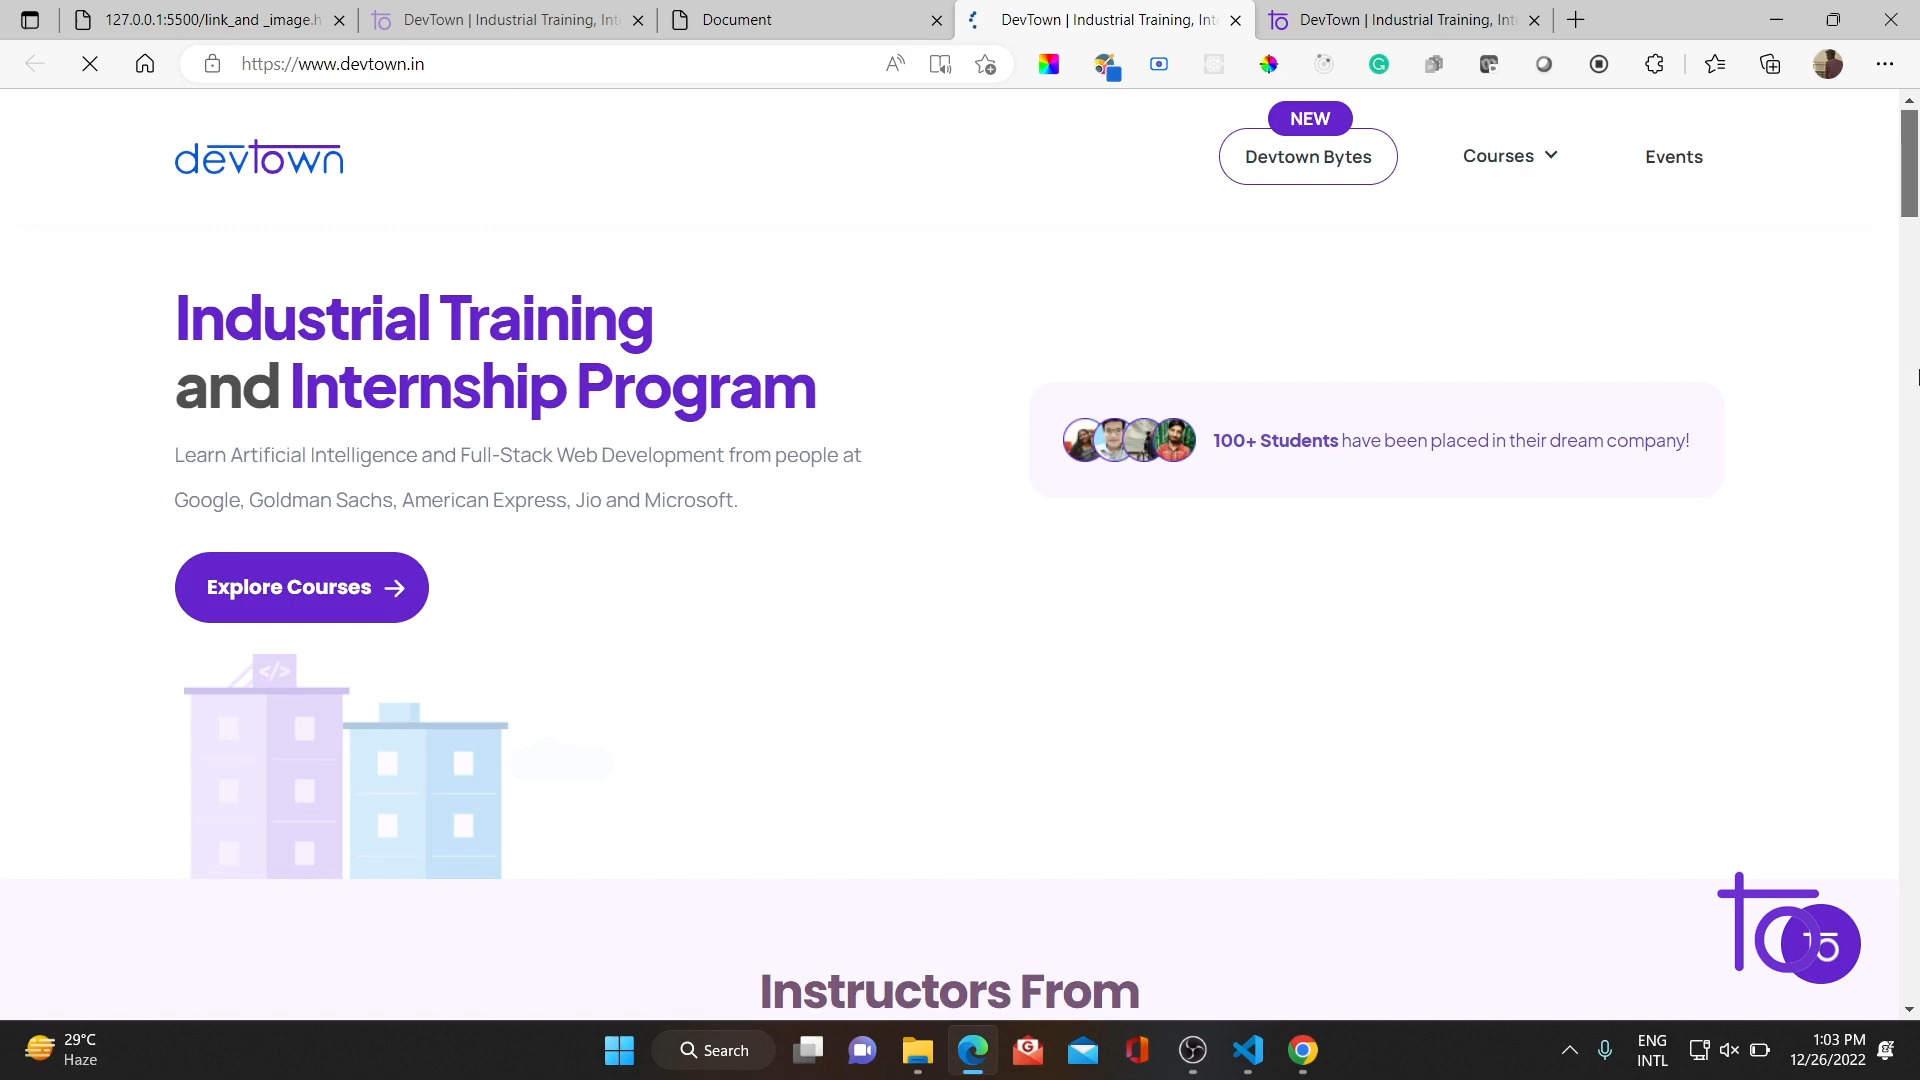 127.0.0.1:5500/link_and _image.h
DevTown | Industrial Training, Int
Document
DevTown | Industrial Training, Int
DevTown | Industrial Training, Int
https://www.devtown.in
devtown
NEW
Devtown Bytes
Courses
Events
Industrial Training
and Internship Program
100+ Students have been placed in their dream company!
Learn Artificial Intelligence and Full-Stack Web Development from people at
Google, Goldman Sachs, American Express, Jio and Microsoft.
Explore Courses
</>
Instructors From
29°C
Haze
Search
ENG
INTL
1:03 PM
12/26/2022